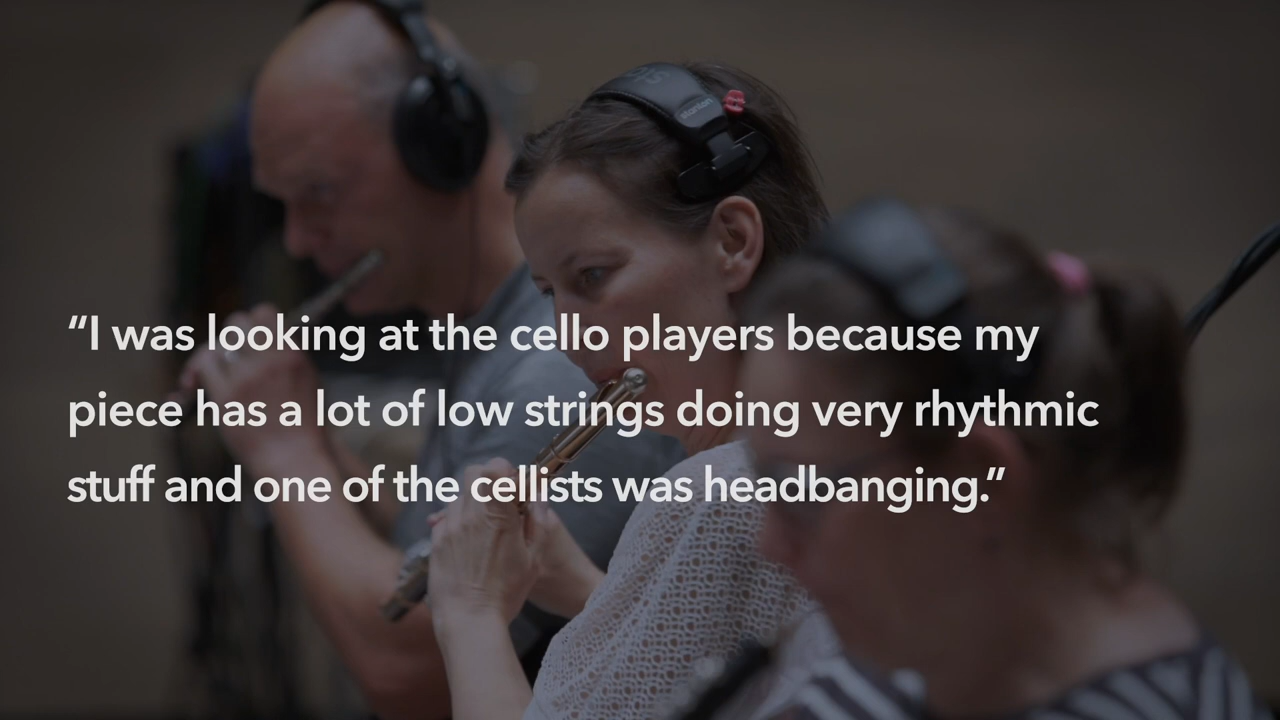 stanton
“I was looking at the cello players because my
piece has a lot of low strings doing very rhythmic
stuff and one of the cellists was headbanging.”